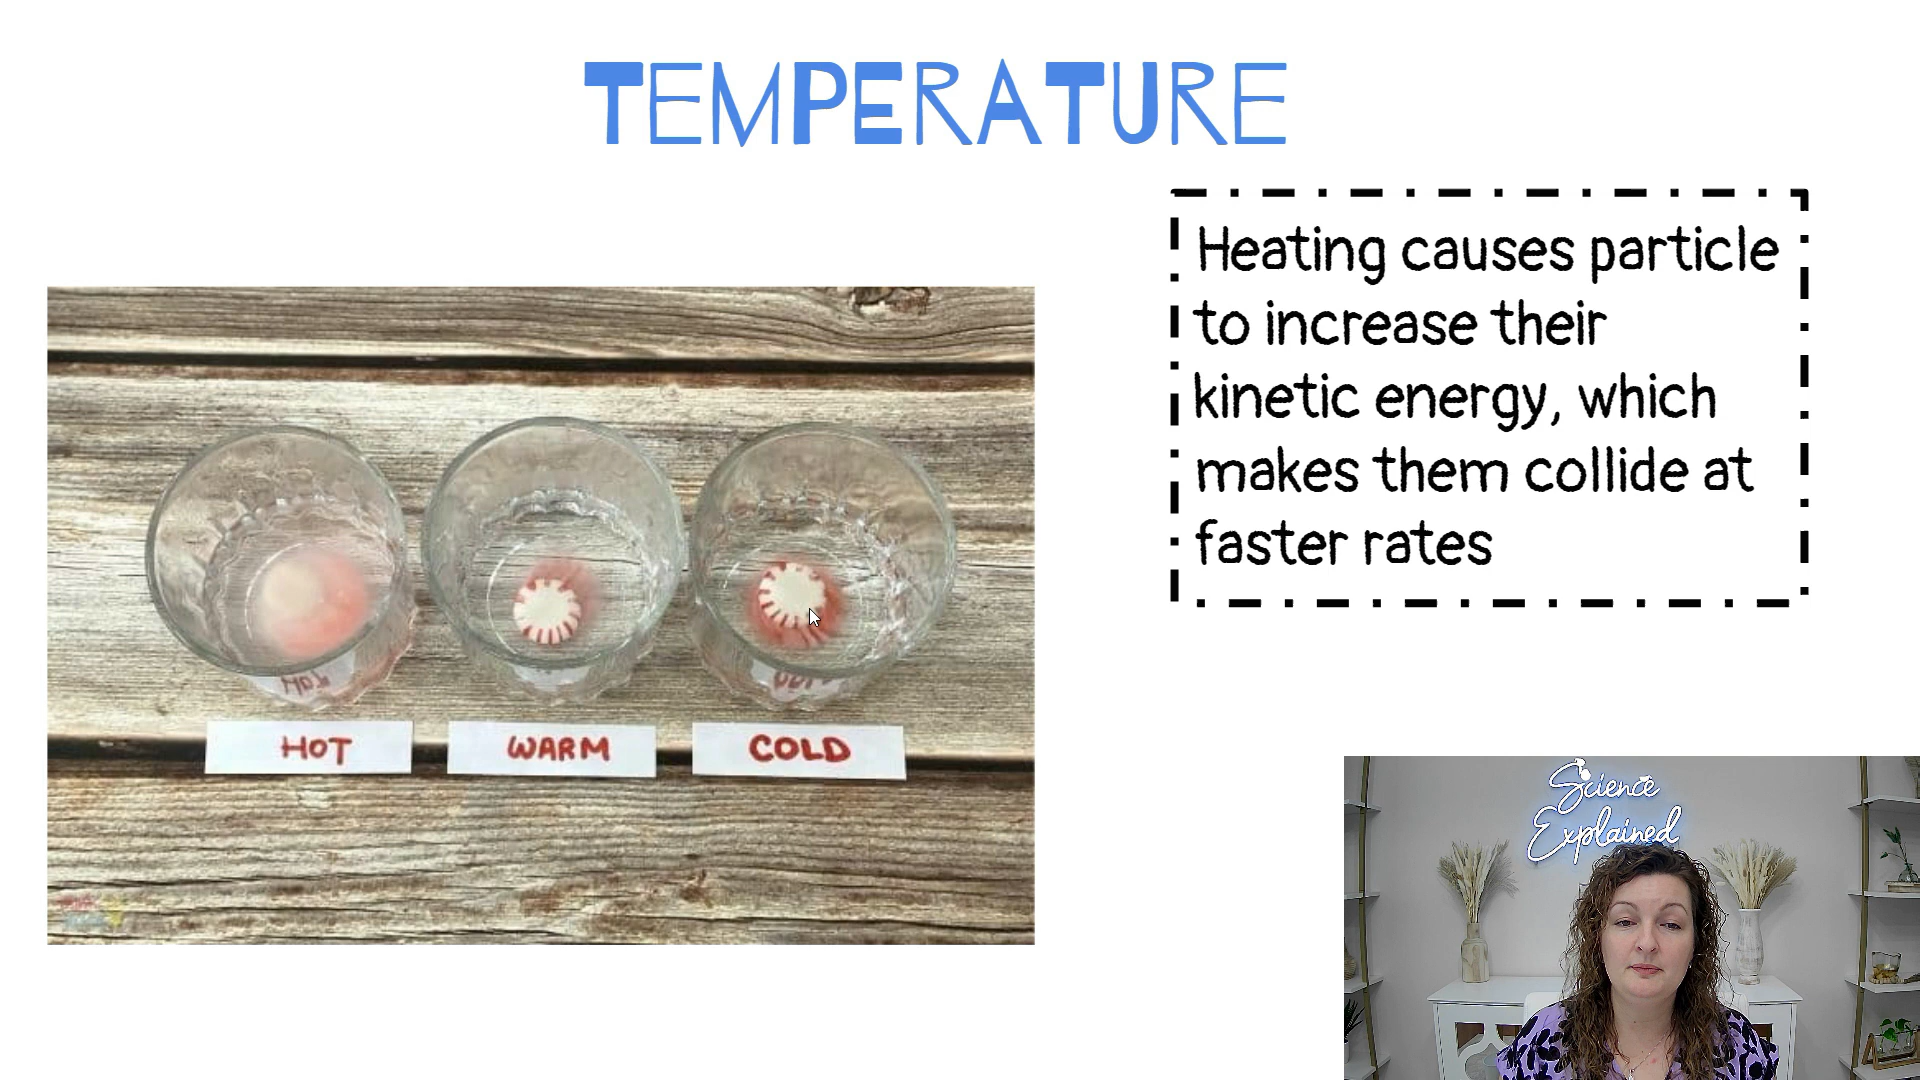 TEMPERATURE
Heating causes particle
to increase their
kinetic energy, which
makes them collide at
faster rates
HOT
WARM
COLD
Science
Explained